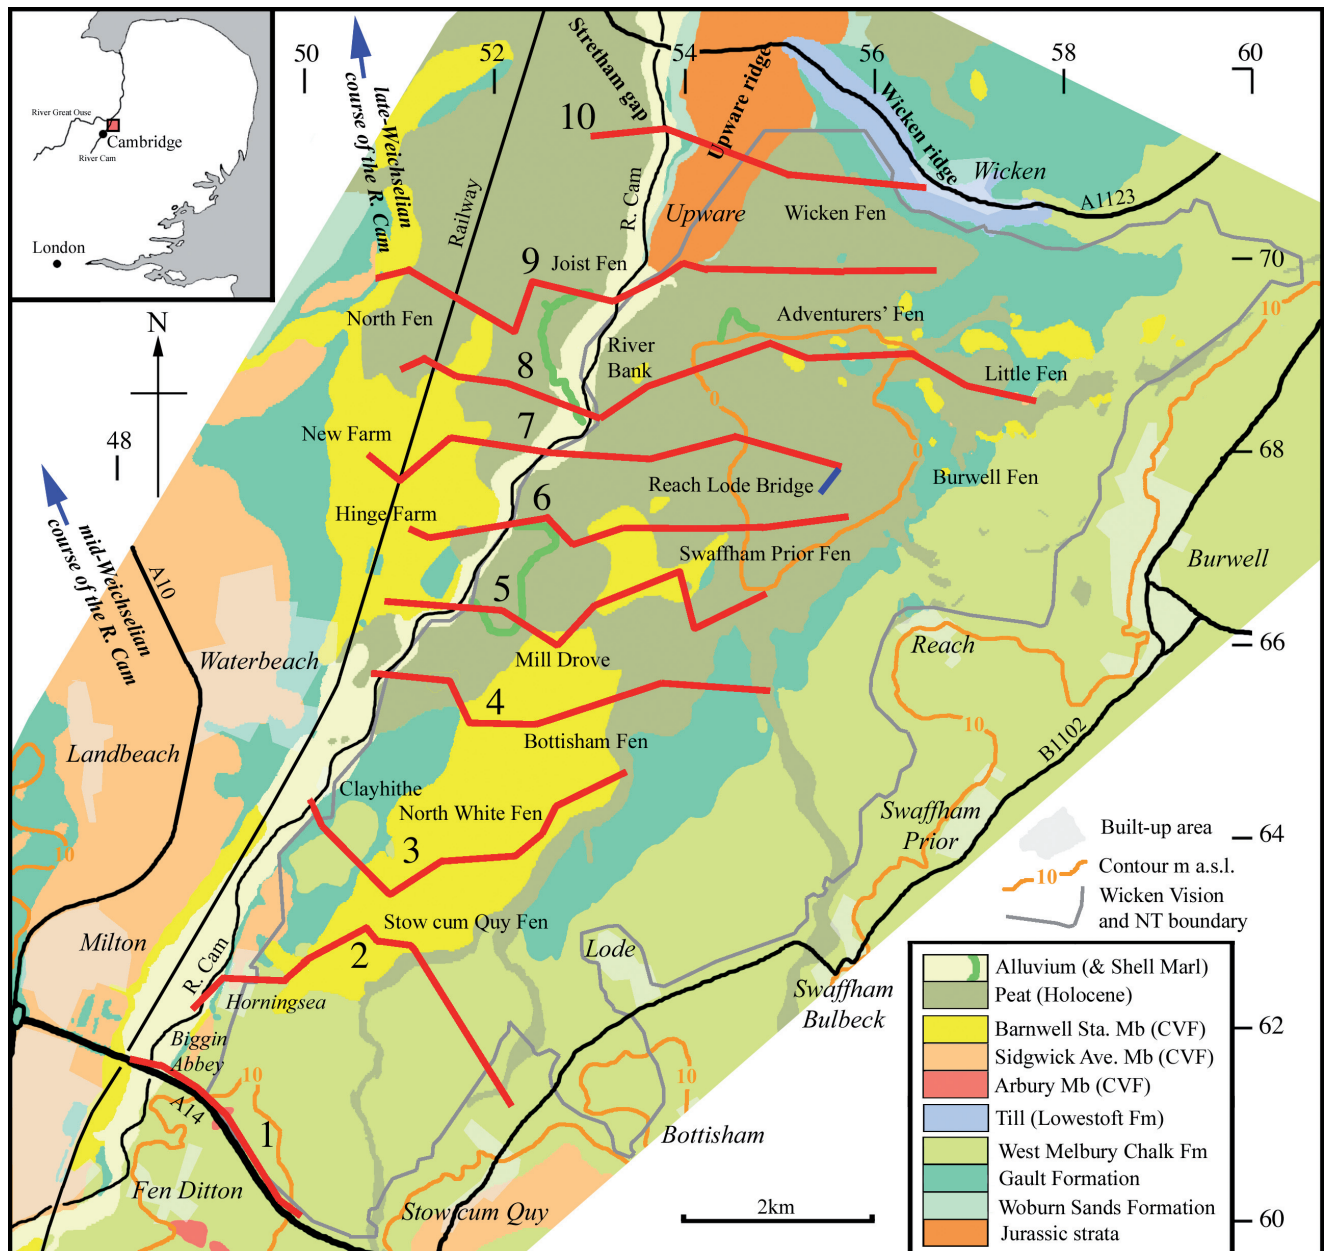 River Great Ouse
Cambridge
River Cam
London
50
52
54
56
58
60
late-Weichselian
course of the R. Cam
Stretham gap
Upware ridge
Wicken ridge
10
Wicken
A1123
Railway
R. Cam
Upware
Wicken Fen
70
9
Joist Fen
10
N
North Fen
Adventurers' Fen
River
Bank
8
Little Fen
0
7
48
New Farm
68
0
Reach Lode Bridge
Burwell Fen
6
Hinge Farm
mid-Weichselian
course of the R. Cam
A10
Swaffham Prior Fen
Burwell
5
66
Reach
Waterbeach
Mill Drove
4
10
Bottisham Fen
B1102
Landbeach
Clayhithe
North White Fen
Swaffham
Prior
3
10
64
Built-up area
10
Contour m a.s.l.
Wicken Vision
and NT boundary
Stow cum Quy Fen
Milton
2
Lode
R. Cam
Horningsea
Swaffham
Bulbeck
Biggin
Abbey
10
A14
1
10
Bottisham
Fen Ditton
Stow cum Quy
2km
62
60
Alluvium (& Shell Marl)
Peat (Holocene)
Barnwell Sta. Mb (CVF)
Sidgwick Ave. Mb (CVF)
Arbury Mb (CVF)
Till (Lowestoft Fm)
West Melbury Chalk Fm
Gault Formation
Woburn Sands Formation
Jurassic strata